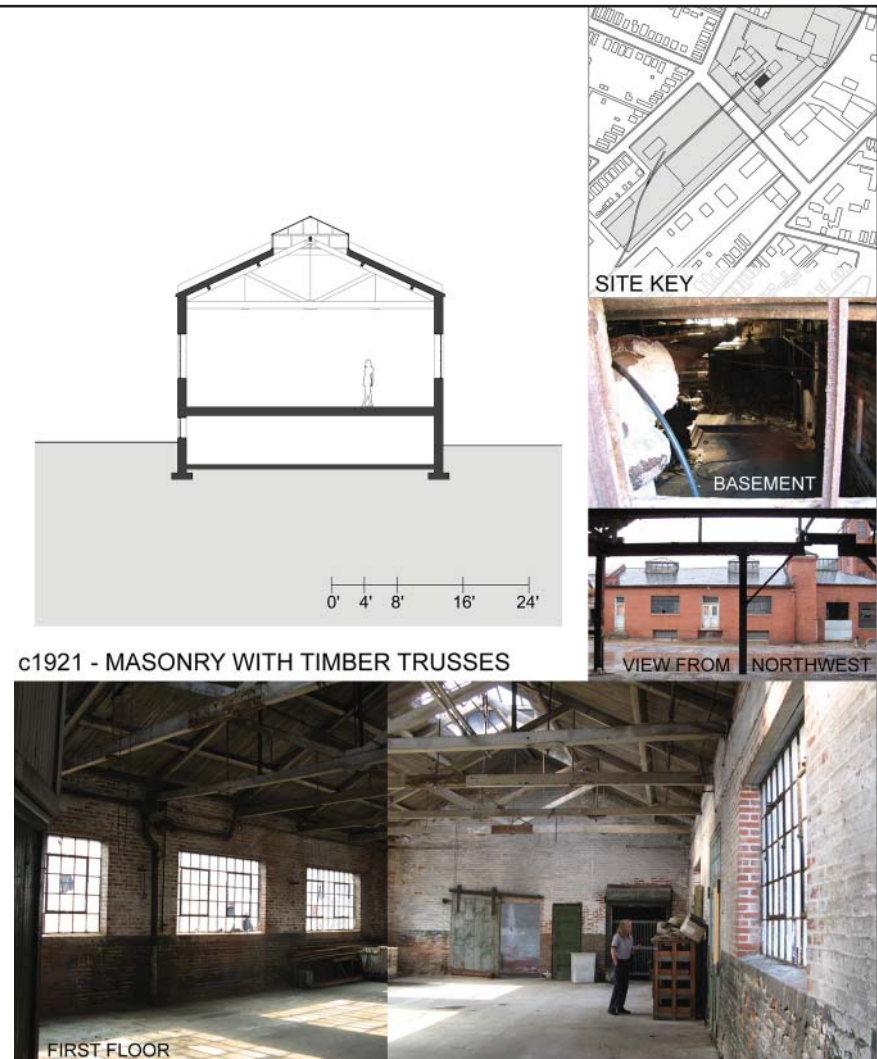 SITE KEY
BASEMENT
0' 4' 8' 16' 24'
c1921 - MASONRY WITH TIMBER TRUSSES
VIEW FROM NORTHWEST
FIRST FLOOR